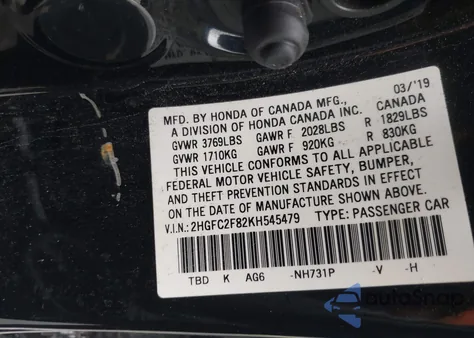 03/'19
MFD. BY HONDA OF CANADA MFG.,
A DIVISION OF HONDA CANADA INC. CANADA
GVWR 3769LBS GAWR F 2028LBS R 1829LBS
GVWR 1710KG GAWR F 920KG R 830KG
THIS VEHICLE CONFORMS TO ALL APPLICABLE
FEDERAL MOTOR VEHICLE SAFETY, BUMPER,
AND THEFT PREVENTION STANDARDS IN EFFECT
ON THE DATE OF MANUFACTURE SHOWN ABOVE.
V.I.N.: 2HGFC2F82KH545479 TYPE: PASSENGER CAR
TBD K AG6 -NH731P -V -H
autosnap